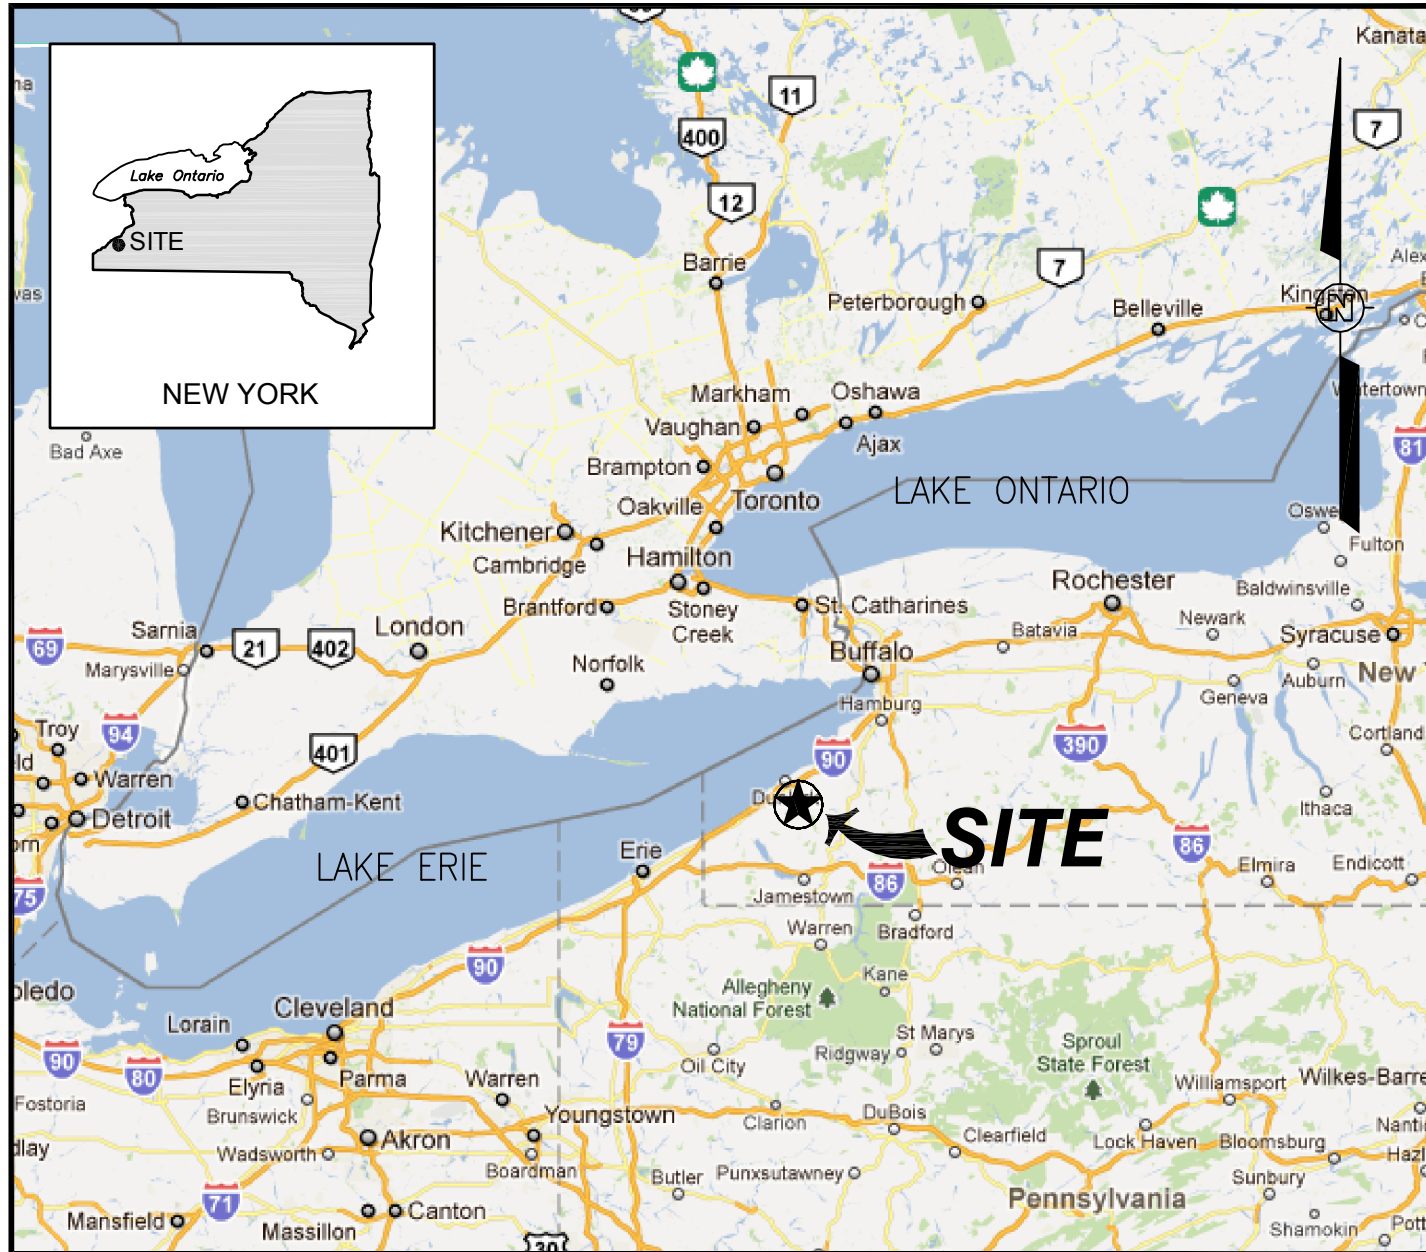 Kanata
11
7
400
12
Lake Ontario
SITE
NEW YORK
Barrie
7
Peterborough
Belleville
Kingston
Markham
Oshawa
Vaughan
Ajax
Bad Axe
Brampton
81
Toronto
LAKE ONTARIO
Oakville
Kitchener
Fulton
Hamilton
Cambridge
Rochester
Baldwinsville
Brantford
Stoney
Creek
St. Catharines
Newark
Sarnia
London
Batavia
Syracuse
69
21
402
Buffalo
Marysville
Norfolk
Auburn
New
Geneva
Hamburg
Troy
94
401
90
390
Cortland
Warren
Chatham-Kent
Ithaca
Detroit
SITE
LAKE ERIE
Erie
86
Elmira
Endicott
75
Jamestown
86
Olean
Warren
Bradford
90
Kane
Allegheny
National Forest
Cleveland
Lorain
St Marys
Sproul
State Forest
79
Ridgway
90
80
Oil City
Elyria
Parma
Warren
Williamsport
Wilkes-Barre
Fostoria
Brunswick
Youngstown
Clarion
DuBois
Akron
Clearfield
Lock Haven
Bloomsburg
Wadsworth
Boardman
Butler
Punxsutawney
Sunbury
71
Pennsylvania
Mansfield
Canton
Massillon
Shamokin
30
N